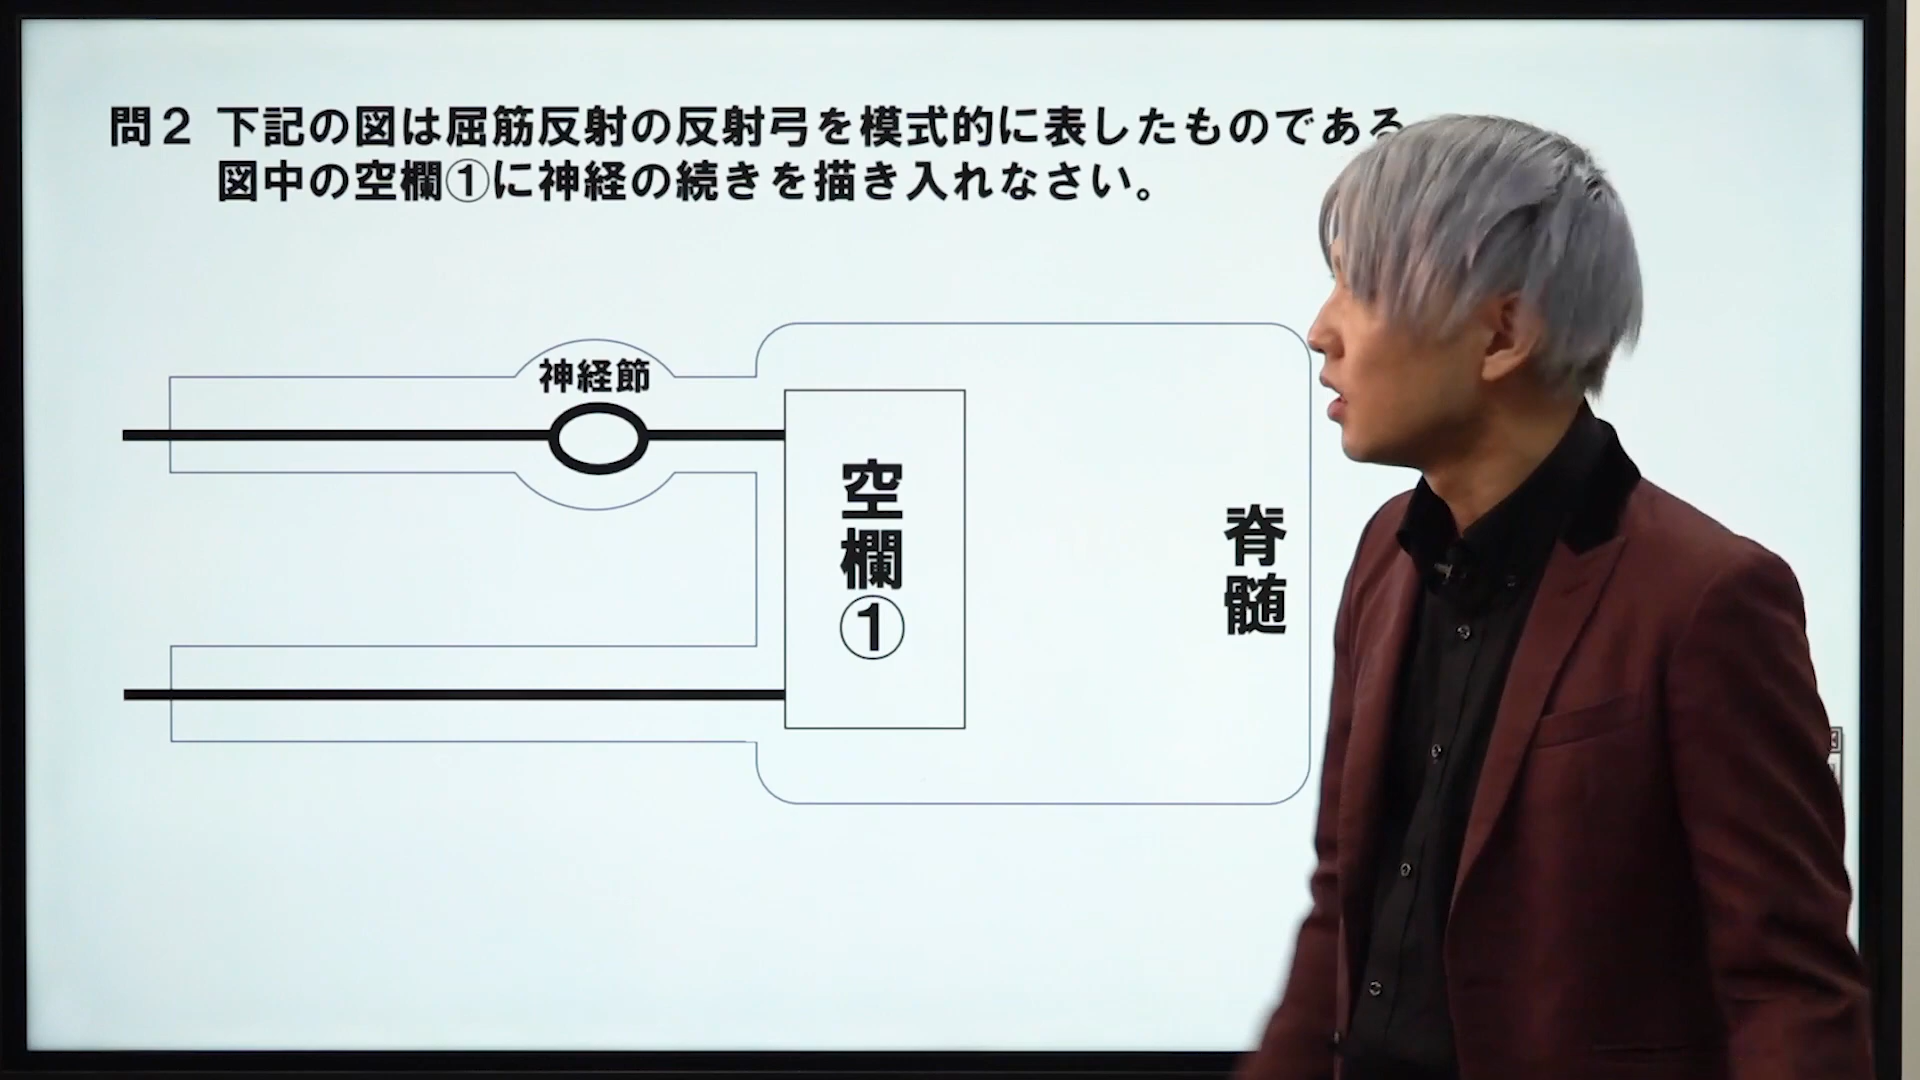 問２ 下記の図は屈筋反射の反射弓を模式的に表したものである
図中の空欄①に神経の続きを描き入れなさい。
神経節
空欄①
脊髄